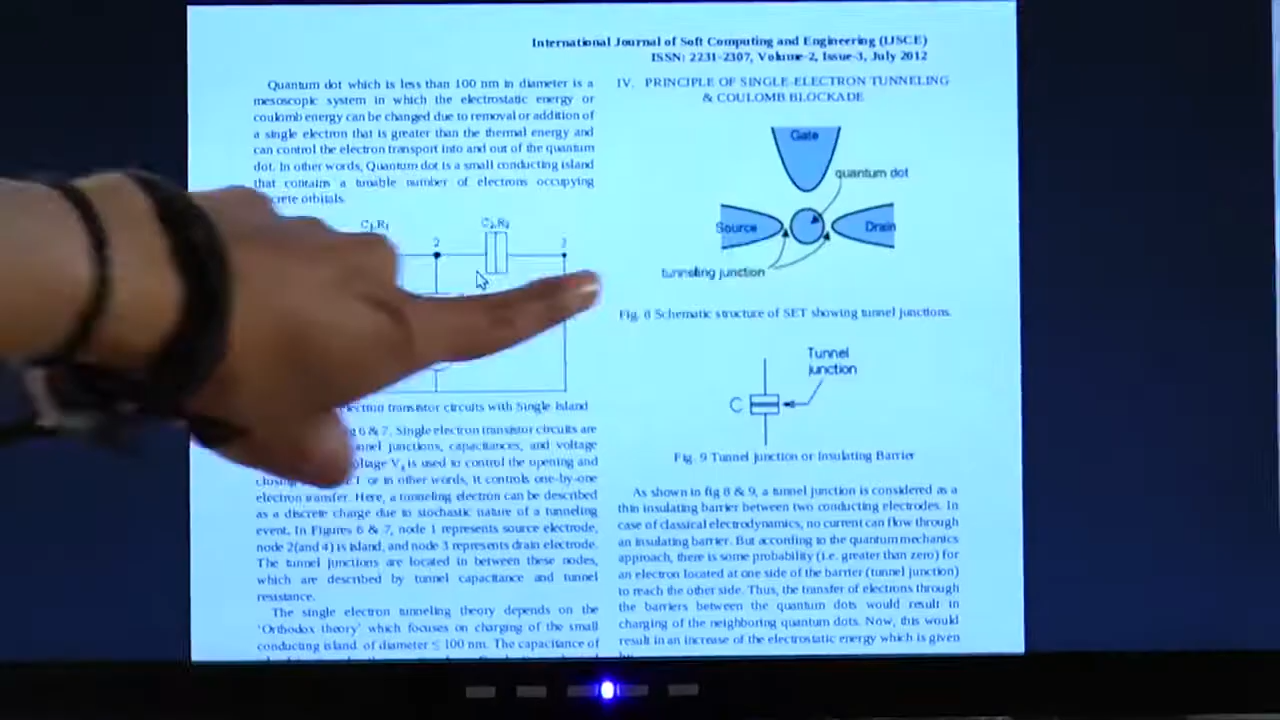 International Journal of Soft Computing and Engineering (IJSCE)
ISSN: 2231-2307, Volume-2, Issue-3, July 2012
Quantum dot which is less than 100 nm in diameter is a
mesoscopic system in which the electrostatic energy or
coulomb energy can be changed due to removal or addition of
a single electron that is greater than the thermal energy and
can control the electron transport into and out of the quantum
dot. In other words, Quantum dot is a small conducting island
that contains a tunable number of electrons occupying
crete orbitals.
C₁,R₁
C₂,R₂
2
3
transistor circuits with Single Island
6 & 7. Single electron transistor circuits are
nnel junctions, capacitances, and voltage
oltage Vg is used to control the opening and
closing or in other words, it controls one-by-one
electron transfer. Here, a tunneling electron can be described
as a discrete charge due to stochastic nature of a tunneling
event. In Figures 6 & 7, node 1 represents source electrode,
node 2(and 4) is island, and node 3 represents drain electrode.
The tunnel junctions are located in between these nodes,
which are described by tunnel capacitance and tunnel
resistance.
The single electron tunneling theory depends on the
'Orthodox theory' which focuses on charging of the small
conducting island of diameter ≤ 100 nm. The capacitance of
IV. PRINCIPLE OF SINGLE-ELECTRON TUNNELING
& COULOMB BLOCKADE
Gate
quantum dot
Source
Drain
tunneling junction
Fig. 8 Schematic structure of SET showing tunnel junctions.
Tunnel
junction
C
Fig. 9 Tunnel junction or Insulating Barrier
As shown in fig 8 & 9, a tunnel junction is considered as a
thin insulating barrier between two conducting electrodes. In
case of classical electrodynamics, no current can flow through
an insulating barrier. But according to the quantum mechanics
approach, there is some probability (i.e. greater than zero) for
an electron located at one side of the barrier (tunnel junction)
to reach the other side. Thus, the transfer of electrons through
the barriers between the quantum dots would result in
charging of the neighboring quantum dots. Now, this would
result in an increase of the electrostatic energy which is given